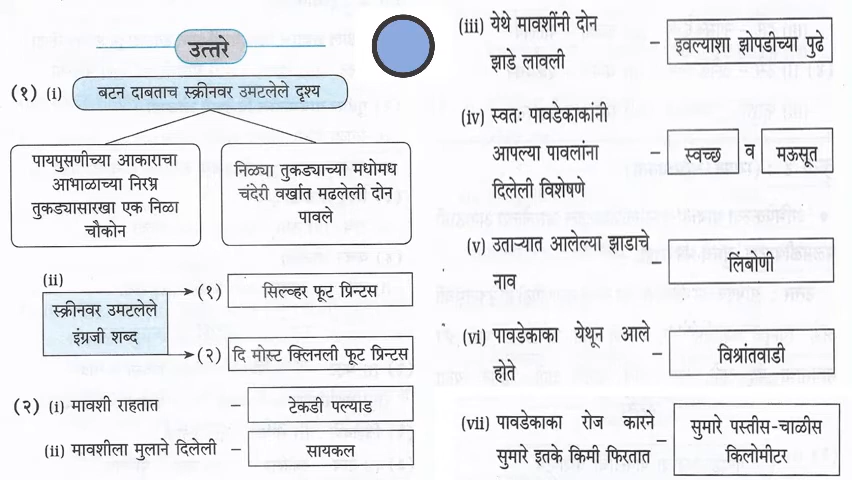 उत्तरे
(१) (i) बटन दाबताच स्क्रीनवर उमटलेले दृश्य
पायपुसणीच्या आकाराचा
आभाळाच्या निरभ्र
तुकड्यासारखा एक निळा
चौकोन
निळ्या तुकड्याच्या मधोमध
चंदेरी वर्खात मढलेली दोन
पावले
(ii)
स्क्रीनवर उमटलेले
इंग्रजी शब्द
(१) सिल्व्हर फूट प्रिन्टस
(२) दि मोस्ट क्लिनली फूट प्रिन्टस
(२) (i) मावशी राहतात – टेकडी पल्याड
(ii) मावशीला मुलाने दिलेली – सायकल
(iii) येथे मावशींनी दोन
झाडे लावली – इवल्याशा झोपडीच्या पुढे
(iv) स्वतः पावडेकाकांनी
आपल्या पावलांना – स्वच्छ व मऊसूत
दिलेली विशेषणे
(v) उताऱ्यात आलेल्या झाडाचे
नाव – लिंबोणी
(vi) पावडेकाका येथून आले
होते – विश्रांतवाडी
(vii) पावडेकाका रोज कारने
सुमारे इतके किमी फिरतात – सुमारे पस्तीस-चाळीस
किलोमीटर